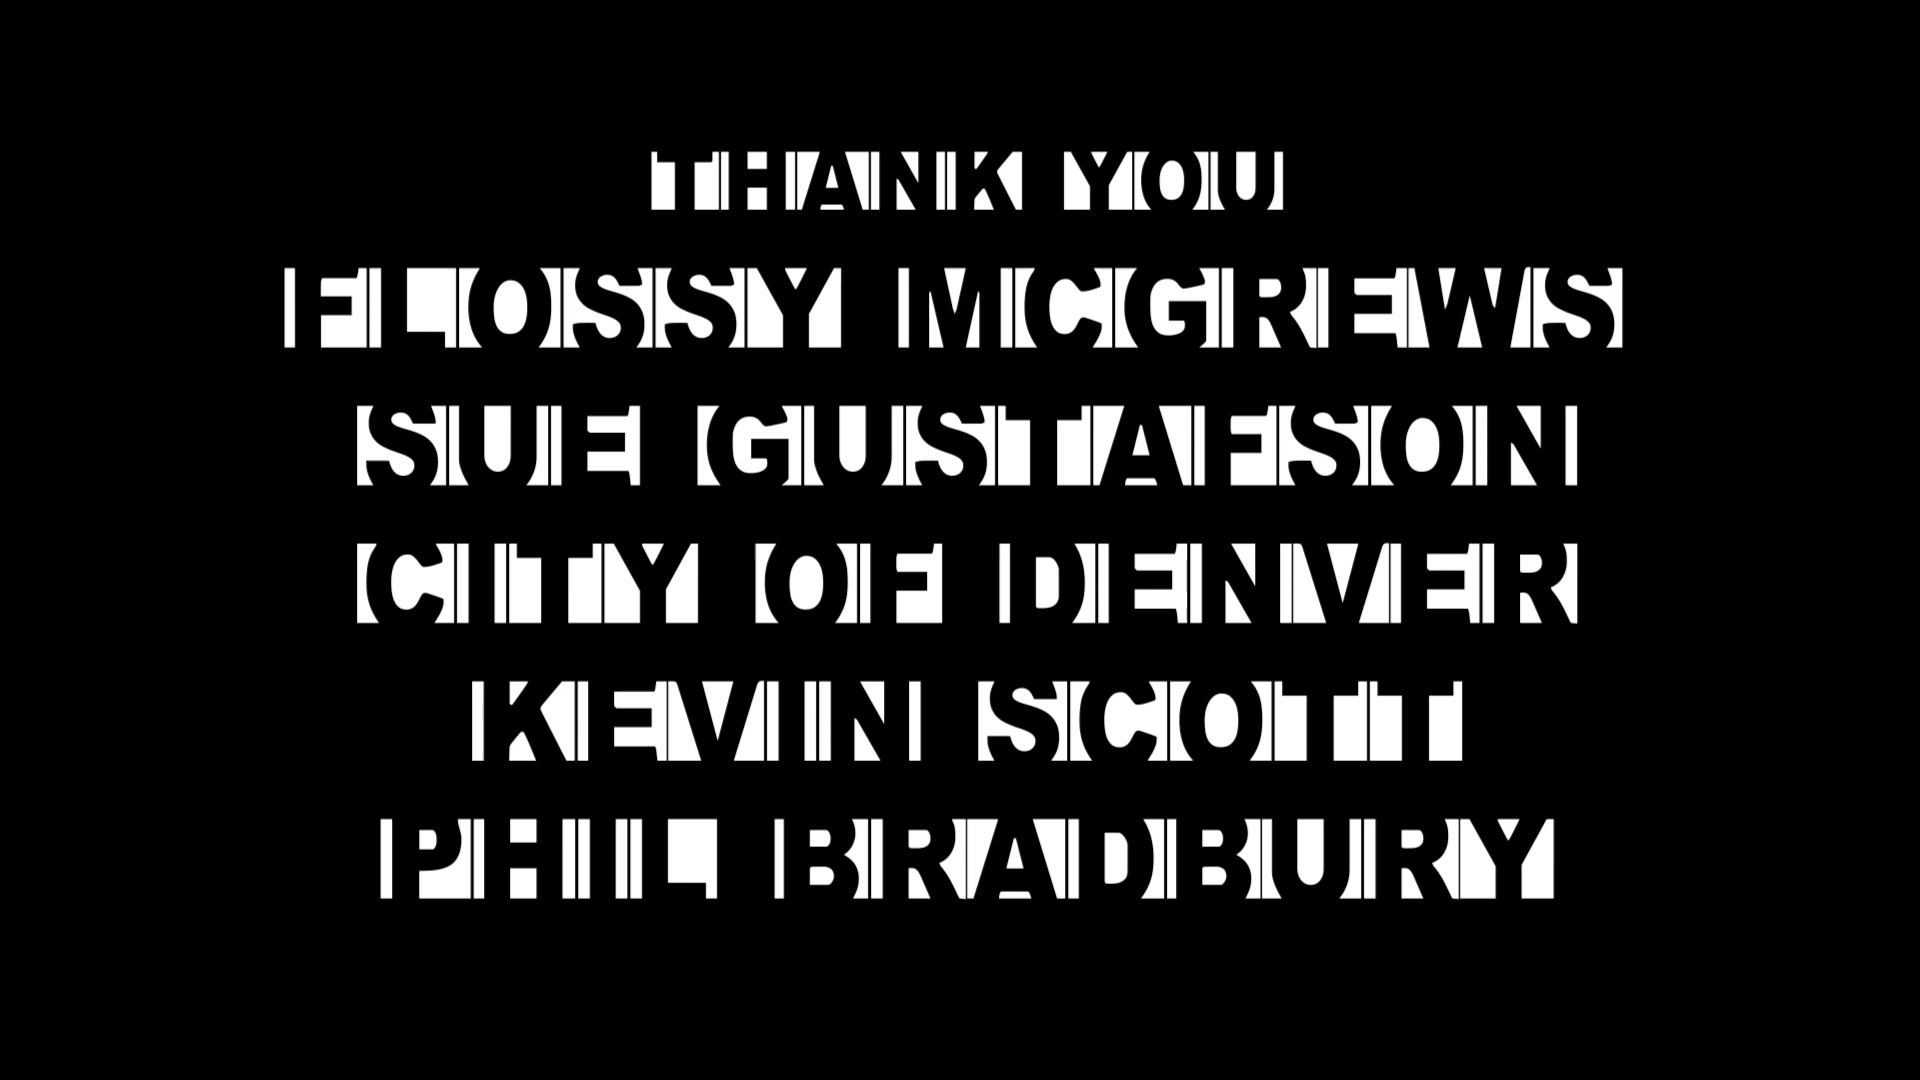 THANK YOU
FLOSSY MCGREWS
SUE GUSTAFSON
CITY OF DENVER
KEVIN SCOTT
PHIL BRADBURY